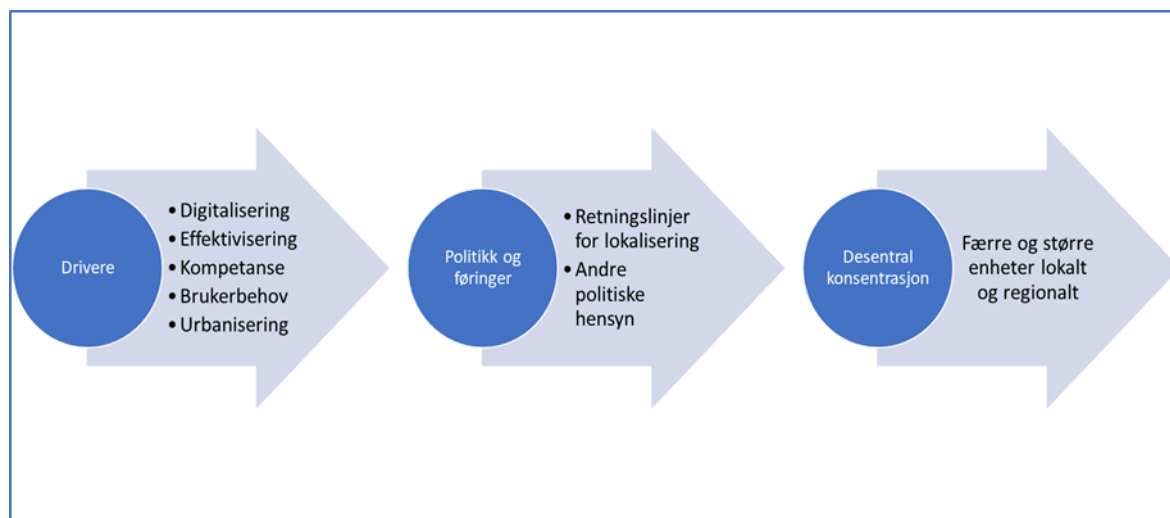 Drivere
• Digitalisering
• Effektivisering
• Kompetanse
• Brukerbehov
• Urbanisering
Politikk og
føringer
• Retningslinjer
for lokalisering
• Andre
politiske
hensyn
Desentral
konsentrasjon
Færre og større
enheter lokalt
og regionalt